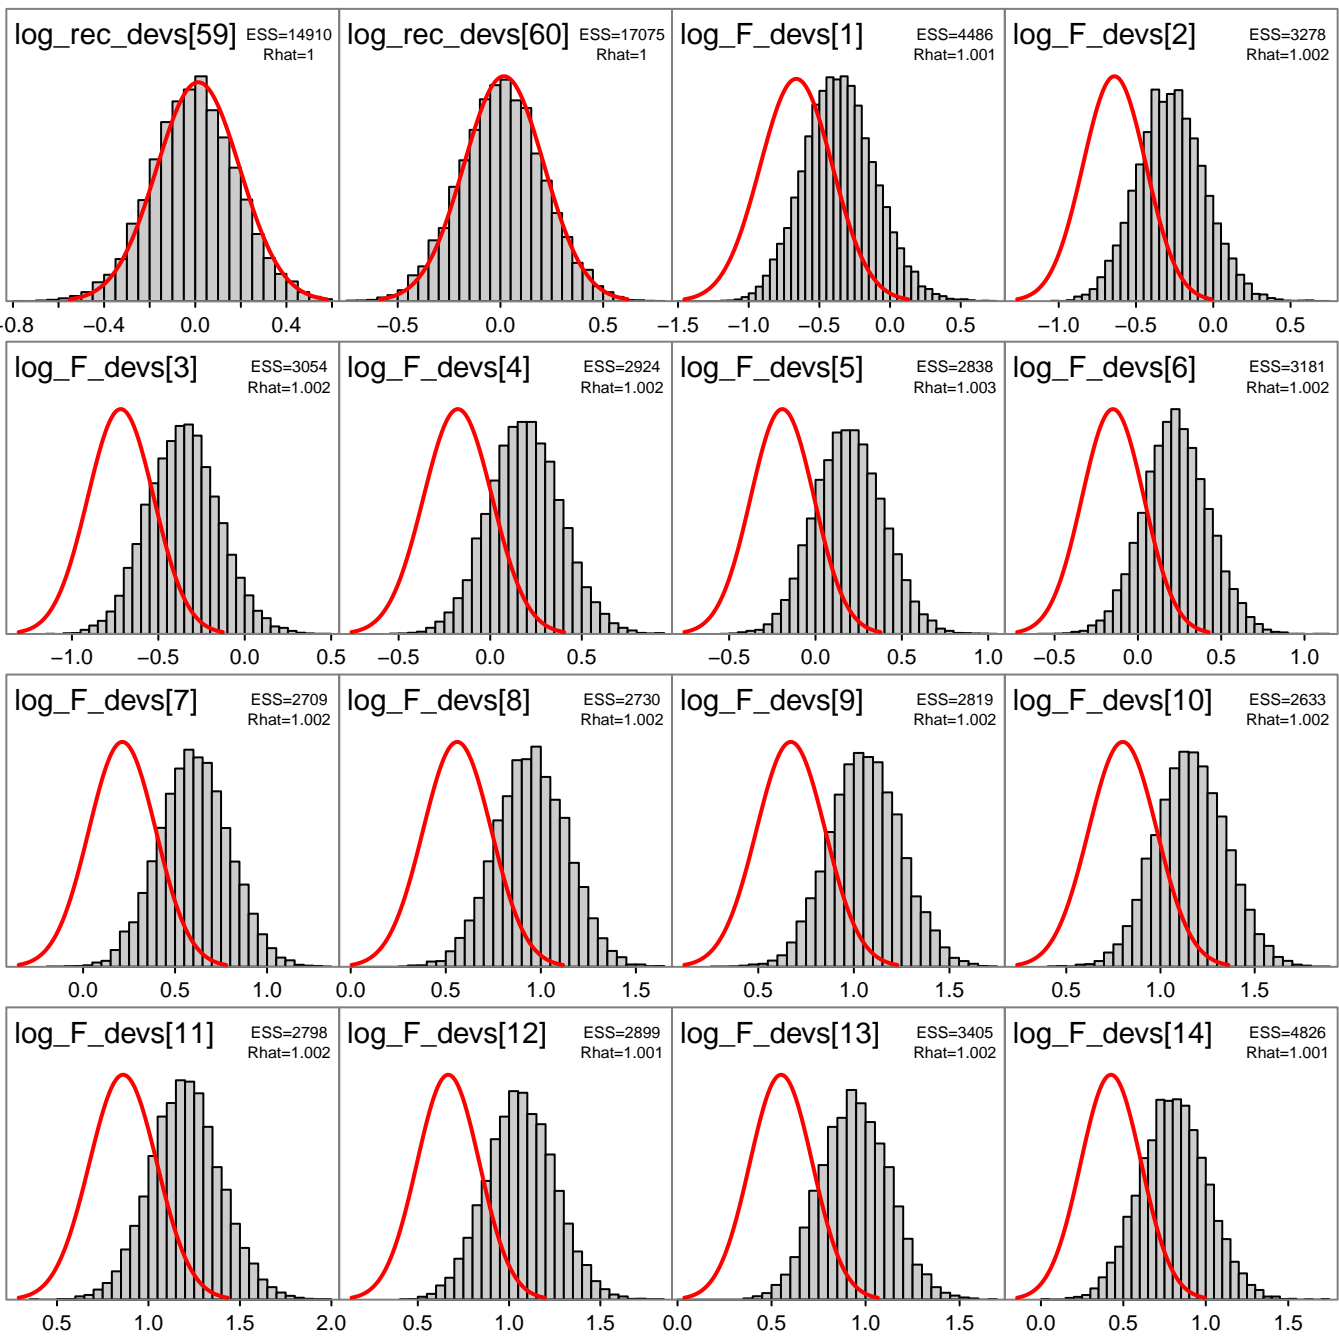 log_rec_devs[59] ESS=14910
Rhat=1
log_rec_devs[60] ESS=17075
Rhat=1
log_F_devs[1] ESS=4486
Rhat=1.001
log_F_devs[2] ESS=3278
Rhat=1.002
-0.8 −0.4 0.0 0.4
−0.5 0.0 0.5
−1.5 −1.0 −0.5 0.0 0.5
−1.0 −0.5 0.0 0.5
log_F_devs[3] ESS=3054
Rhat=1.002
log_F_devs[4] ESS=2924
Rhat=1.002
log_F_devs[5] ESS=2838
Rhat=1.003
log_F_devs[6] ESS=3181
Rhat=1.002
−1.0 −0.5 0.0 0.5
−0.5 0.0 0.5
−0.5 0.0 0.5 1.0
−0.5 0.0 0.5 1.0
log_F_devs[7] ESS=2709
Rhat=1.002
log_F_devs[8] ESS=2730
Rhat=1.002
log_F_devs[9] ESS=2819
Rhat=1.002
log_F_devs[10] ESS=2633
Rhat=1.002
0.0 0.5 1.0
0.0 0.5 1.0 1.5
0.5 1.0 1.5
0.5 1.0 1.5
log_F_devs[11] ESS=2798
Rhat=1.002
log_F_devs[12] ESS=2899
Rhat=1.001
log_F_devs[13] ESS=3405
Rhat=1.002
log_F_devs[14] ESS=4826
Rhat=1.001
0.5 1.0 1.5 2.0
0.5 1.0 1.5
0.0 0.5 1.0 1.5
0.0 0.5 1.0 1.5